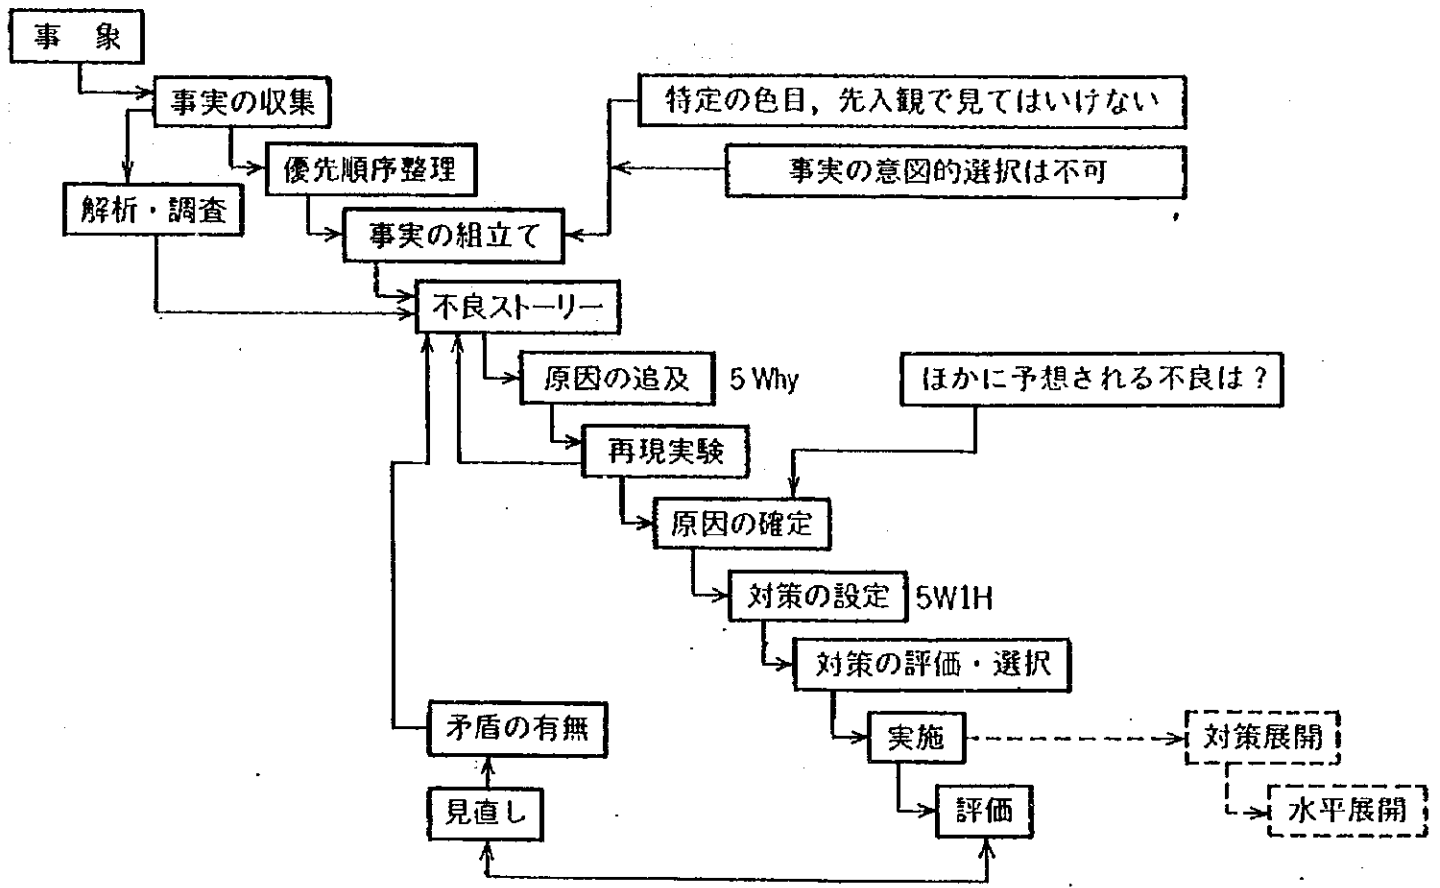 事象
事実の収集
特定の色目，先入観で見てはいけない
優先順序整理
事実の意図的選択は不可
解析・調査
事実の組立て
不良ストーリー
原因の追及 5 Why
ほかに予想される不良は？
再現実験
原因の確定
対策の設定 5W1H
対策の評価・選択
矛盾の有無
実施
対策展開
見直し
評価
水平展開